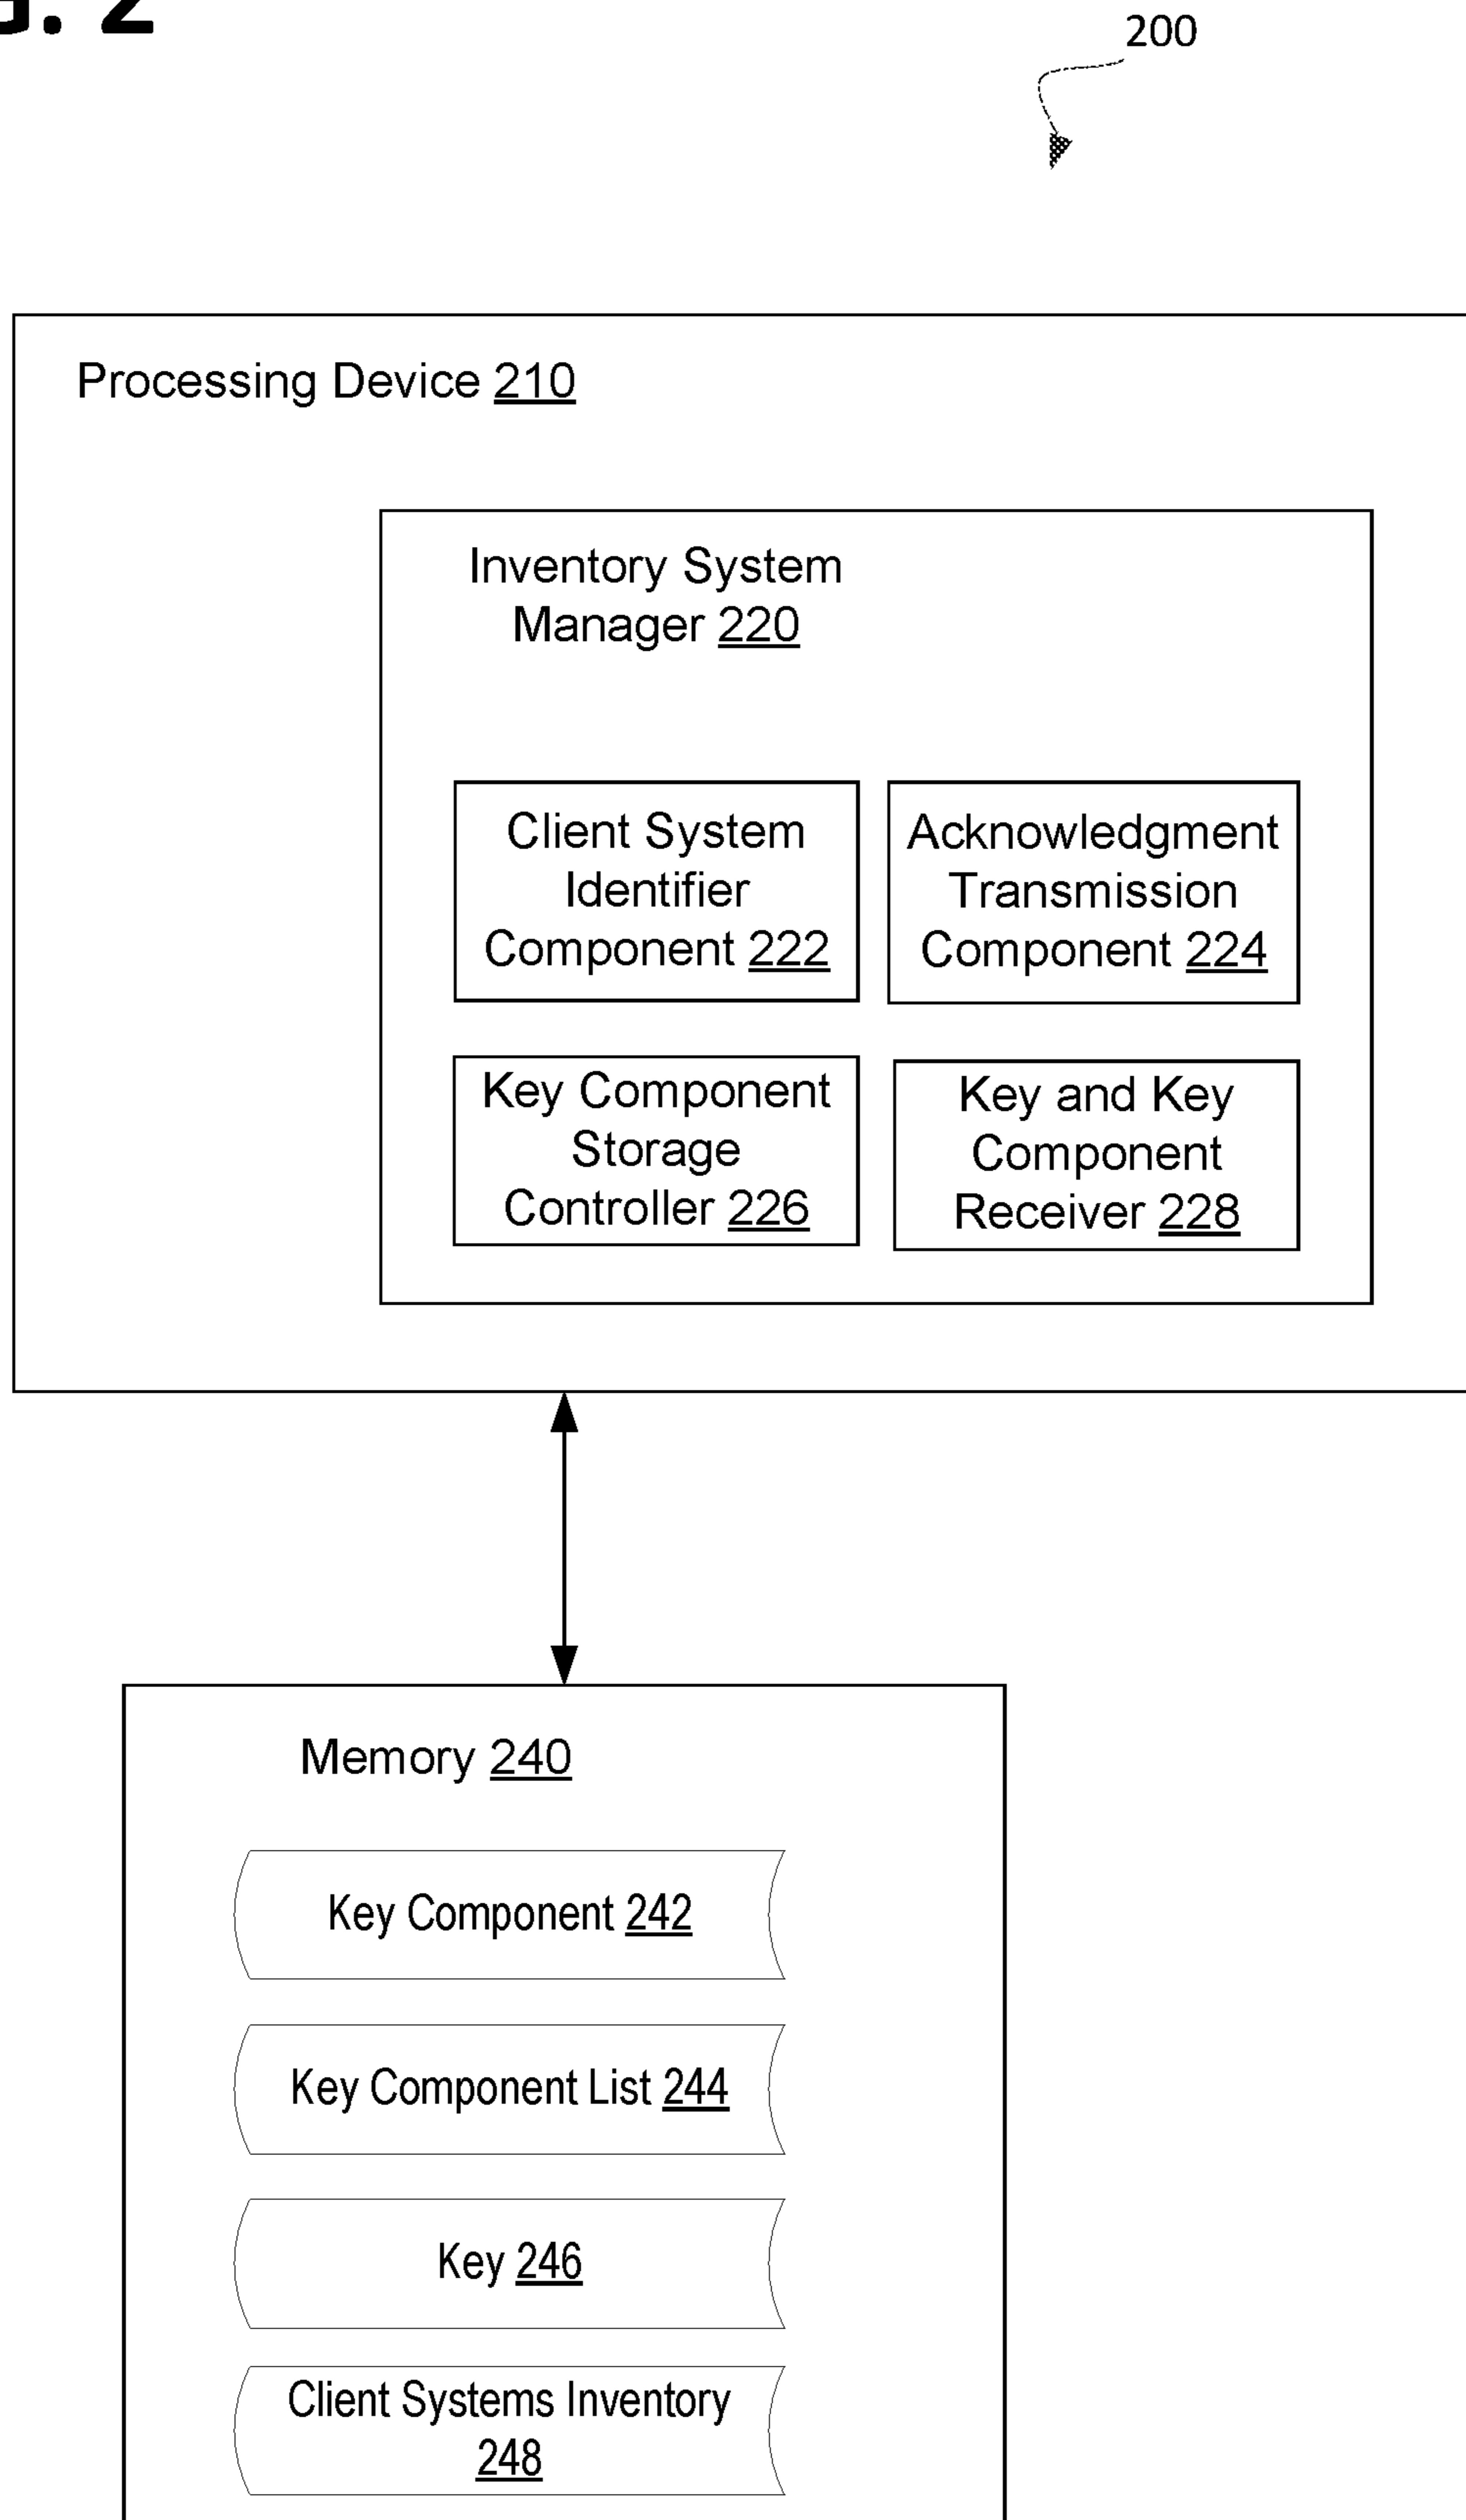 . 2
200
Processing Device 210
Inventory System
Manager 220
Client System
Identifier
Component 222
Acknowledgment
Transmission
Component 224
Key Component
Storage
Controller 226
Key and Key
Component
Receiver 228
Memory 240
Key Component 242
Key Component List 244
Key 246
Client Systems Inventory
248